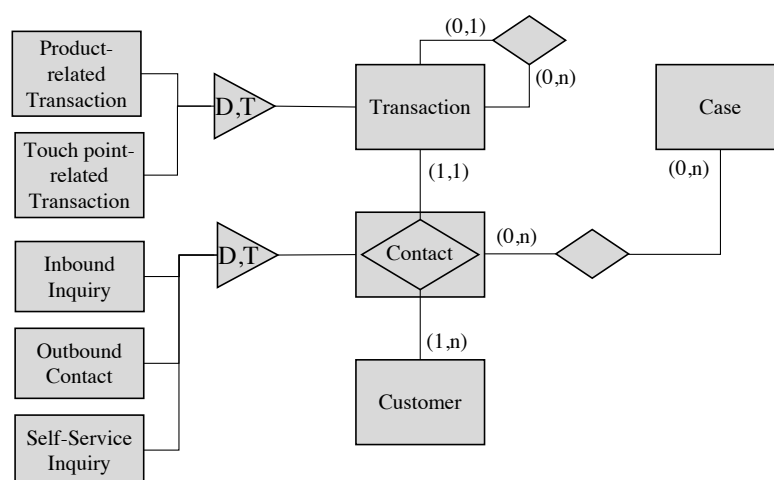 Product-
related
Transaction
D,T
Transaction
(0,1)
(0,n)
Case
Touch point-
related
Transaction
(1,1)
(0,n)
Inbound
Inquiry
D,T
Contact
(0,n)
Outbound
Contact
(1,n)
Customer
Self-Service
Inquiry